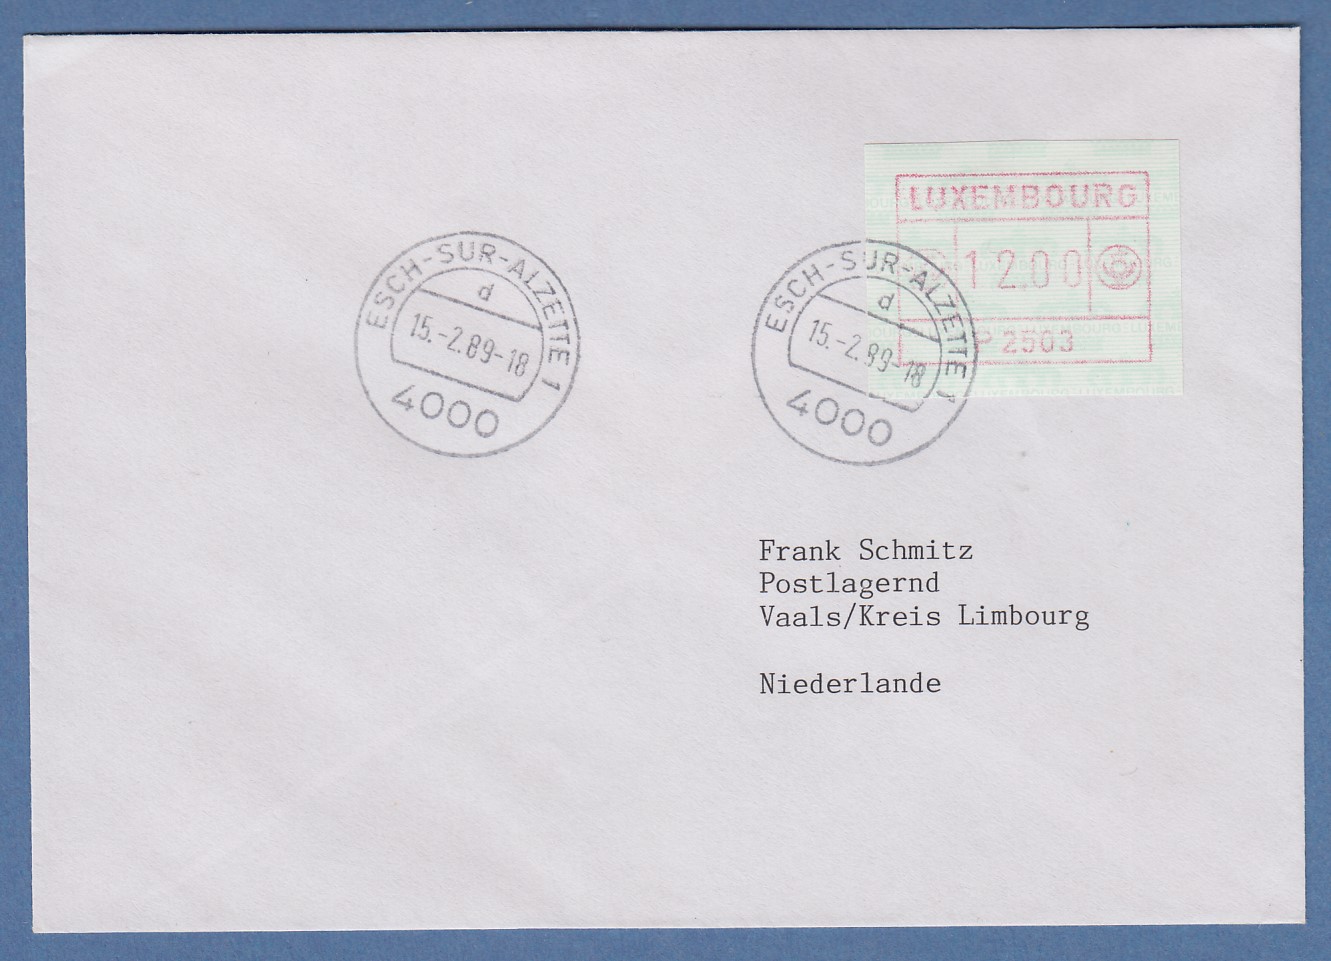 ESCH-SUR-ALZETTE 1
d
15.-2.89-18
4000
LUXEMBOURG
12.00
P 2503
ESCH-SUR-ALZETTE 1
d
15.-2.89-18
4000
Frank Schmitz
Postlagernd
Vaals/Kreis Limbourg
Niederlande